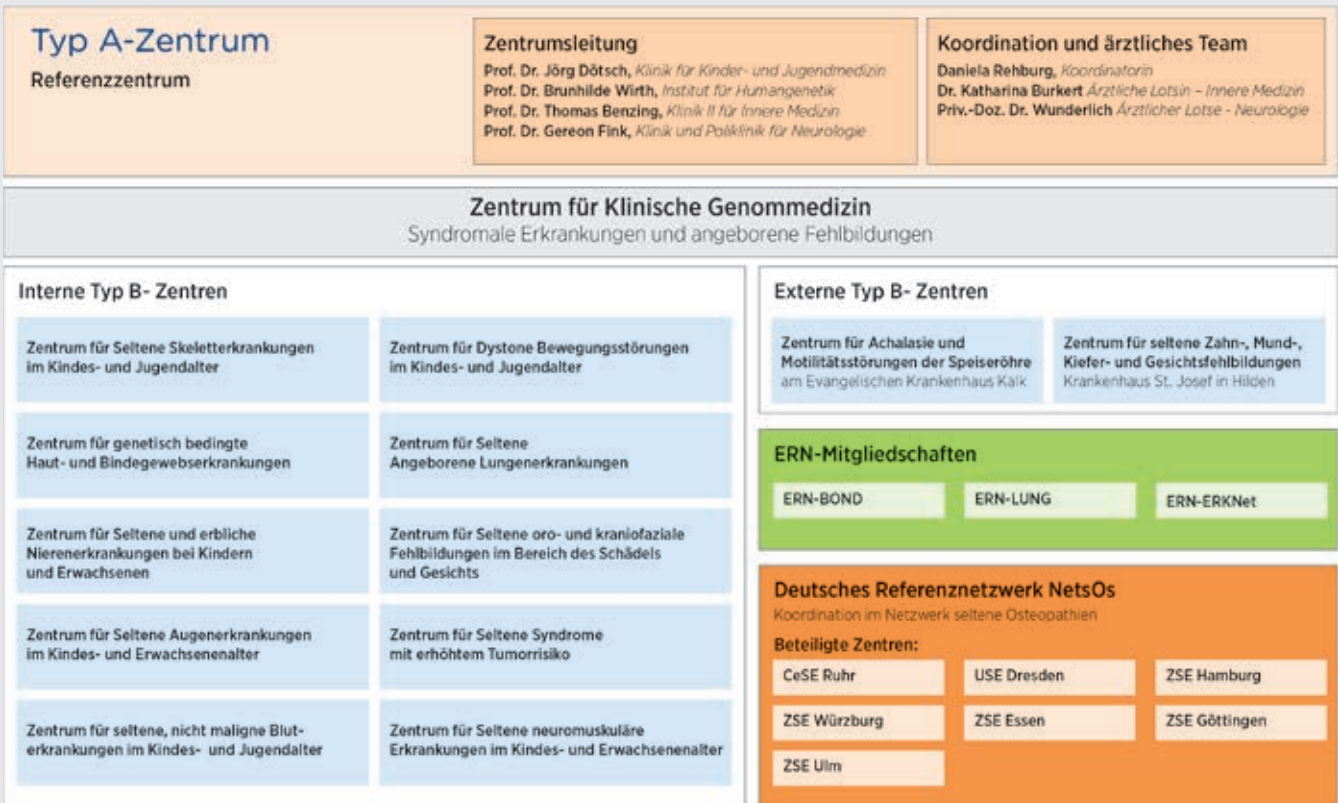 Typ A-Zentrum
Referenzzentrum
Zentrumsleitung
Prof. Dr. Jörg Dötsch, Klinik für Kinder- und Jugendmedizin
Prof. Dr. Brunhilde Wirth, Institut für Humangenetik
Prof. Dr. Thomas Benzing, Klinik II für Innere Medizin
Prof. Dr. Gereon Fink, Klinik und Poliklinik für Neurologie
Koordination und ärztliches Team
Daniela Rehburg, Koordinatorin
Dr. Katharina Burkert Ärztliche Lotsin – Innere Medizin
Priv.-Doz. Dr. Wunderlich Ärztlicher Lotse - Neurologie
Zentrum für Klinische Genommedizin
Syndromale Erkrankungen und angeborene Fehlbildungen
Interne Typ B- Zentren
Zentrum für Seltene Skeletterkrankungen
im Kindes- und Jugendalter
Zentrum für Dystone Bewegungsstörungen
im Kindes- und Jugendalter
Zentrum für genetisch bedingte
Haut- und Bindegewebserkrankungen
Zentrum für Seltene
Angeborene Lungenerkrankungen
Zentrum für Seltene und erbliche
Nierenerkrankungen bei Kindern
und Erwachsenen
Zentrum für Seltene oro- und kraniofaziale
Fehlbildungen im Bereich des Schädels
und Gesichts
Zentrum für Seltene Augenerkrankungen
im Kindes- und Erwachsenenalter
Zentrum für Seltene Syndrome
mit erhöhtem Tumorrisiko
Zentrum für seltene, nicht maligne Blut-
erkrankungen im Kindes- und Jugendalter
Zentrum für Seltene neuromuskuläre
Erkrankungen im Kindes- und Erwachsenenalter
Externe Typ B- Zentren
Zentrum für Achalasie und
Motilitätsstörungen der Speiseröhre
am Evangelischen Krankenhaus Kalk
Zentrum für seltene Zahn-, Mund-,
Kiefer- und Gesichtsfehlbildungen
Krankenhaus St. Josef in Hilden
ERN-Mitgliedschaften
ERN-BOND
ERN-LUNG
ERN-ERKNet
Deutsches Referenznetzwerk NetsOs
Koordination im Netzwerk seltene Osteopathien
Beteiligte Zentren:
CeSE Ruhr
USE Dresden
ZSE Hamburg
ZSE Würzburg
ZSE Essen
ZSE Göttingen
ZSE Ulm